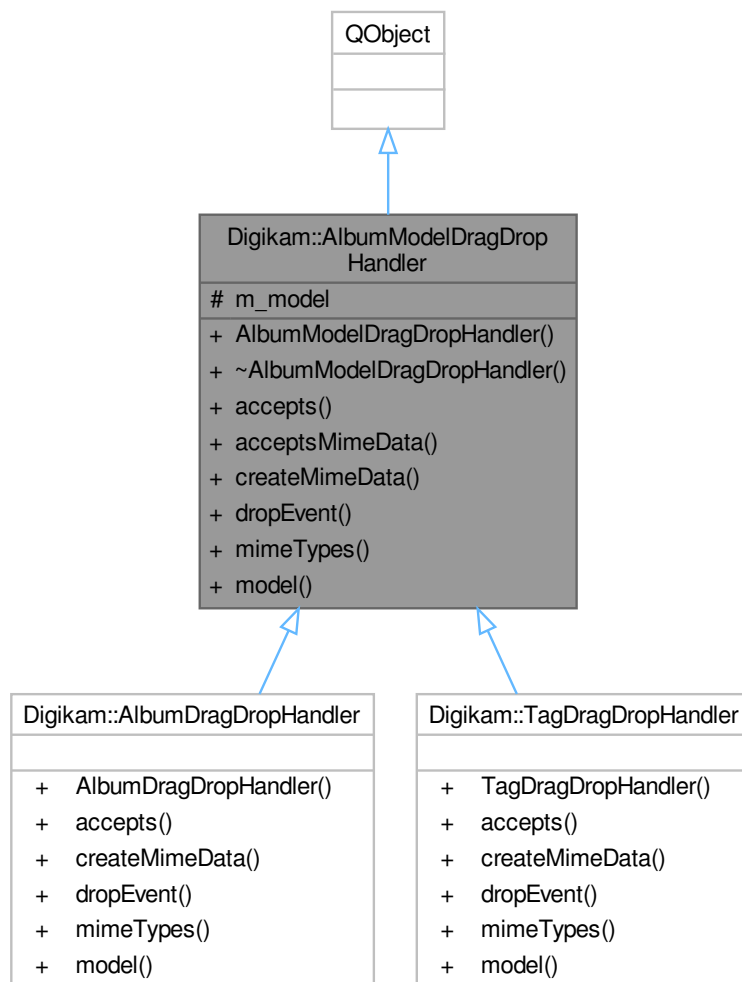 QObject
Digikam::AlbumModelDragDrop
Handler
# m_model
+ AlbumModelDragDropHandler()
+ ~AlbumModelDragDropHandler()
+ accepts()
+ acceptsMimeData()
+ createMimeData()
+ dropEvent()
+ mimeTypes()
+ model()
Digikam::AlbumDragDropHandler
+ AlbumDragDropHandler()
+ accepts()
+ createMimeData()
+ dropEvent()
+ mimeTypes()
+ model()
Digikam::TagDragDropHandler
+ TagDragDropHandler()
+ accepts()
+ createMimeData()
+ dropEvent()
+ mimeTypes()
+ model()